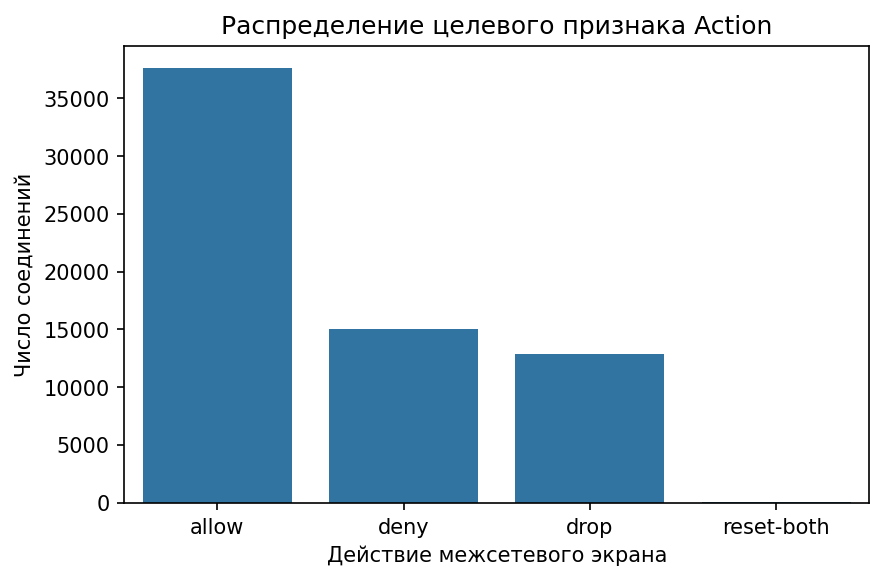 Распределение целевого признака Action
Число соединений
35000
30000
25000
20000
15000
10000
5000
0
allow deny drop reset-both
Действие межсетевого экрана